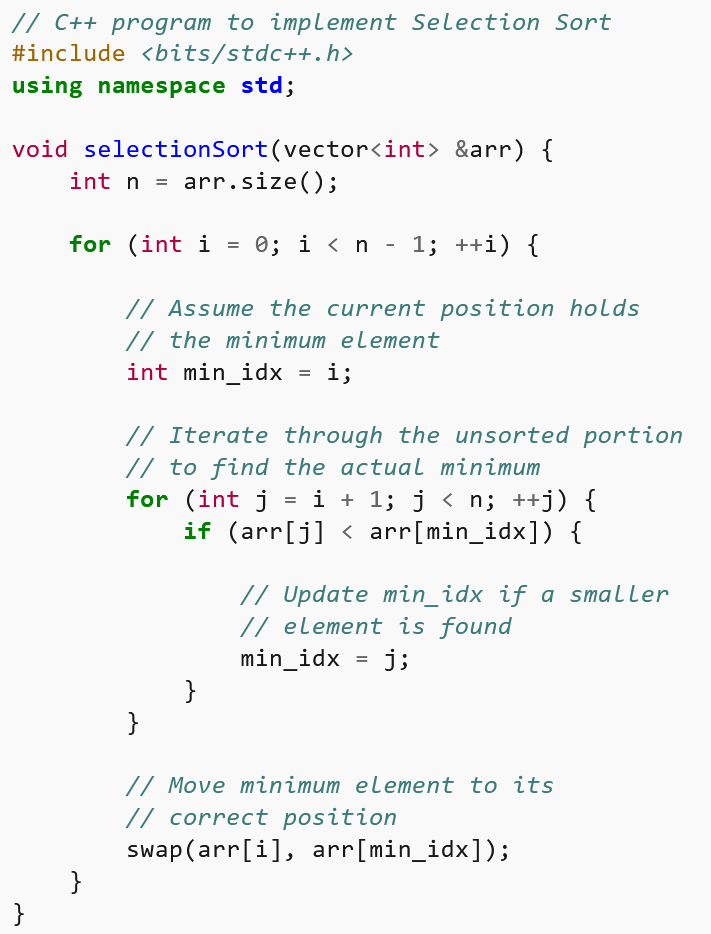 // C++ program to implement Selection Sort
#include <bits/stdc++.h>
using namespace std;

void selectionSort(vector<int> &arr) {
    int n = arr.size();

    for (int i = 0; i < n - 1; ++i) {

        // Assume the current position holds
        // the minimum element
        int min_idx = i;

        // Iterate through the unsorted portion
        // to find the actual minimum
        for (int j = i + 1; j < n; ++j) {
            if (arr[j] < arr[min_idx]) {

                // Update min_idx if a smaller
                // element is found
                min_idx = j;
            }
        }

        // Move minimum element to its
        // correct position
        swap(arr[i], arr[min_idx]);
    }
}